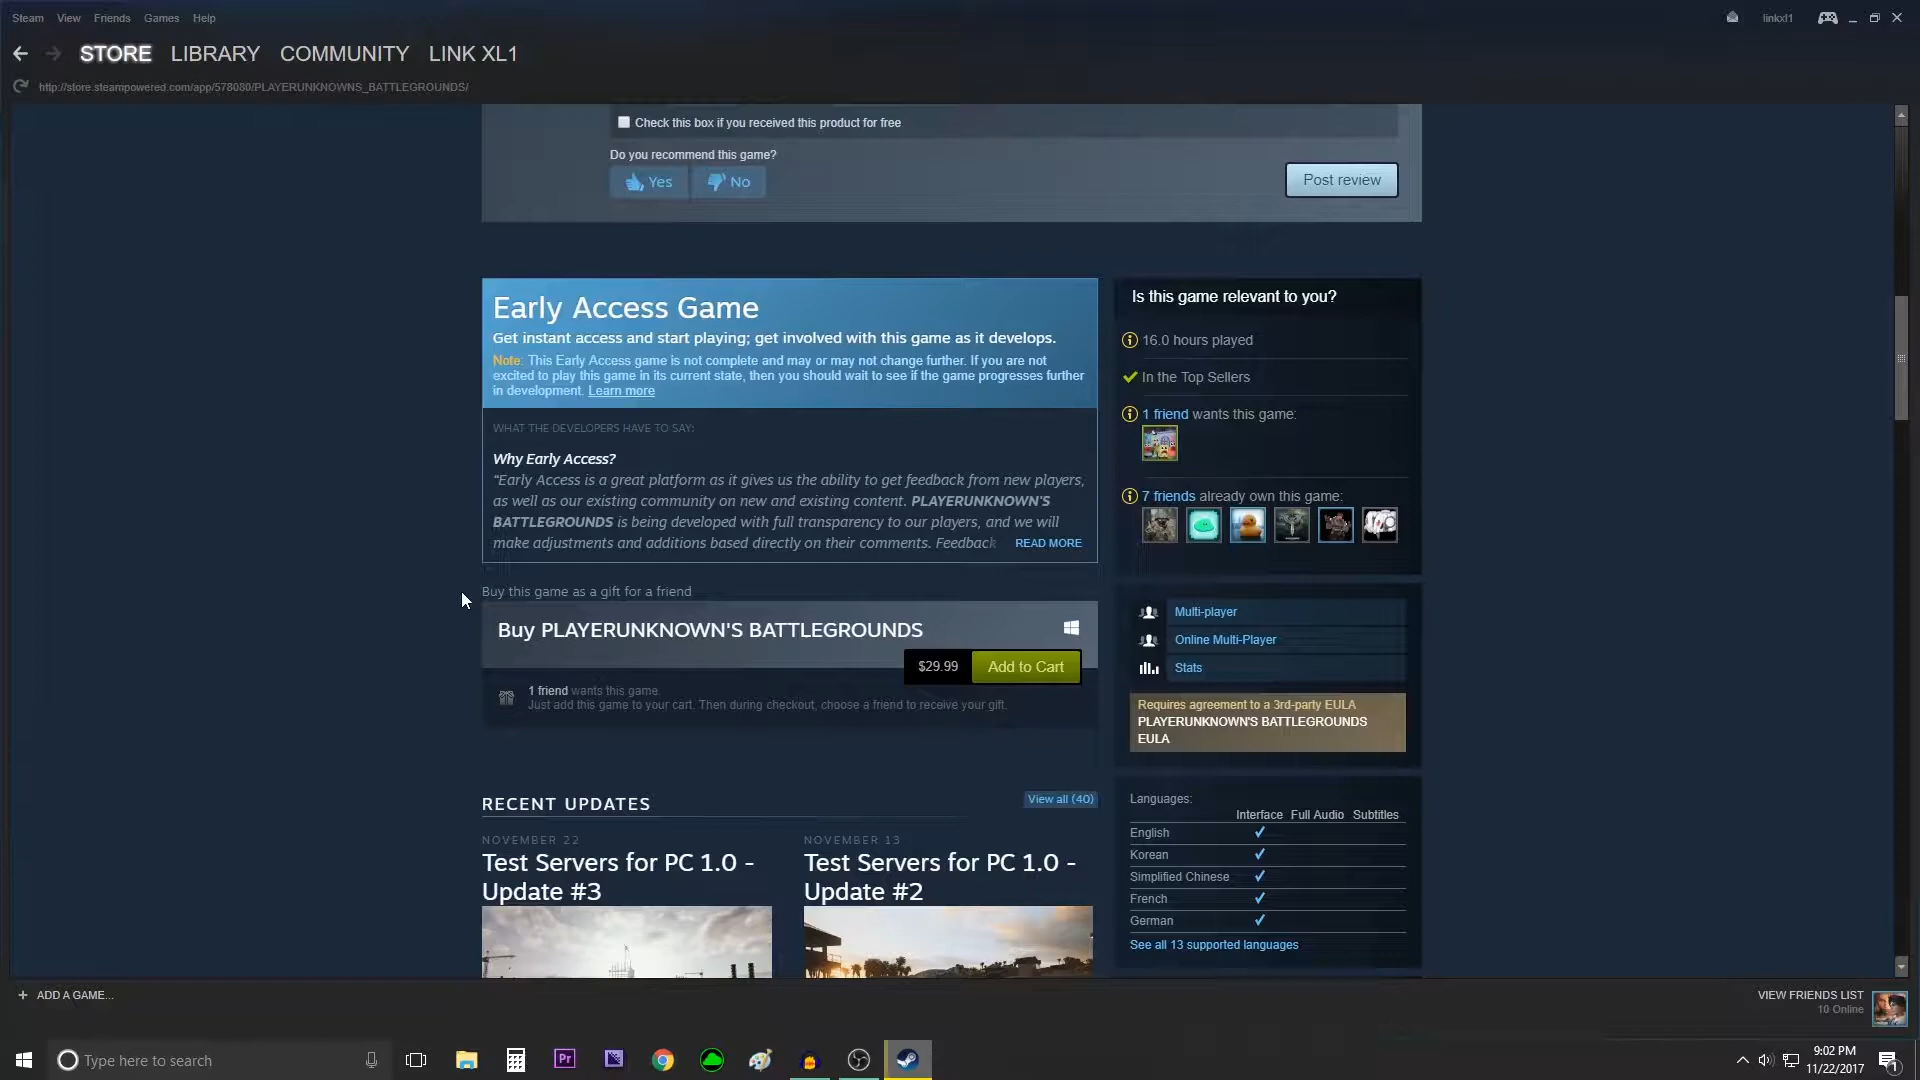 Steam View Friends Games Help
linkxl1
STORE LIBRARY COMMUNITY LINK XL1
http://store.steampowered.com/app/578080/PLAYERUNKNOWNS_BATTLEGROUNDS/
Check this box if you received this product for free
Do you recommend this game?
Yes No
Post review
Early Access Game
Get instant access and start playing; get involved with this game as it develops.
Note: This Early Access game is not complete and may or may not change further. If you are not
excited to play this game in its current state, then you should wait to see if the game progresses further
in development. Learn more
WHAT THE DEVELOPERS HAVE TO SAY:
Why Early Access?
“Early Access is a great platform as it gives us the ability to get feedback from new players,
as well as our existing community on new and existing content. PLAYERUNKNOWN'S
BATTLEGROUNDS is being developed with full transparency to our players, and we will
make adjustments and additions based directly on their comments. Feedback READ MORE
Buy this game as a gift for a friend
Buy PLAYERUNKNOWN'S BATTLEGROUNDS
$29.99 Add to Cart
1 friend wants this game.
Just add this game to your cart. Then during checkout, choose a friend to receive your gift.
RECENT UPDATES
View all (40)
NOVEMBER 22
Test Servers for PC 1.0 -
Update #3
NOVEMBER 13
Test Servers for PC 1.0 -
Update #2
Is this game relevant to you?
16.0 hours played
In the Top Sellers
1 friend wants this game:
7 friends already own this game:
Multi-player
Online Multi-Player
Stats
Requires agreement to a 3rd-party EULA
PLAYERUNKNOWN'S BATTLEGROUNDS
EULA
Languages:
Interface Full Audio Subtitles
English ✓
Korean ✓
Simplified Chinese ✓
French ✓
German ✓
See all 13 supported languages
+ ADD A GAME...
VIEW FRIENDS LIST
10 Online
Type here to search
Pr
9:02 PM
11/22/2017
1